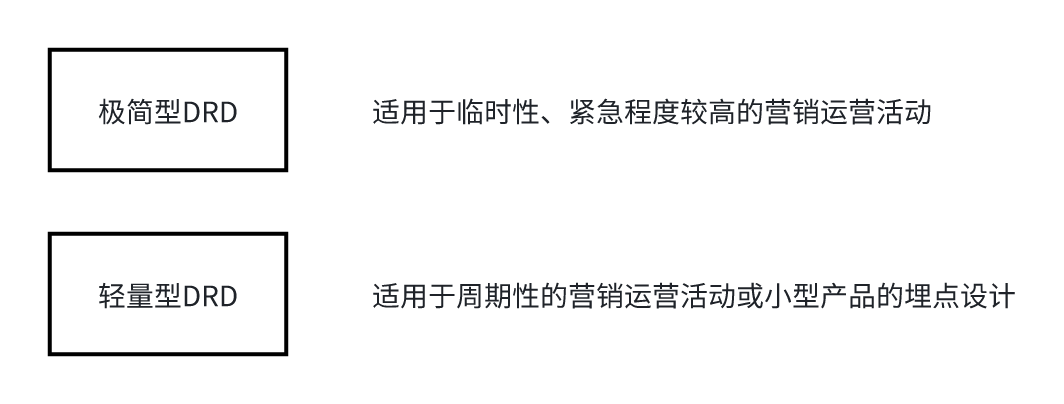 极简型DRD
适用于临时性、紧急程度较高的营销运营活动
轻量型DRD
适用于周期性的营销运营活动或小型产品的埋点设计